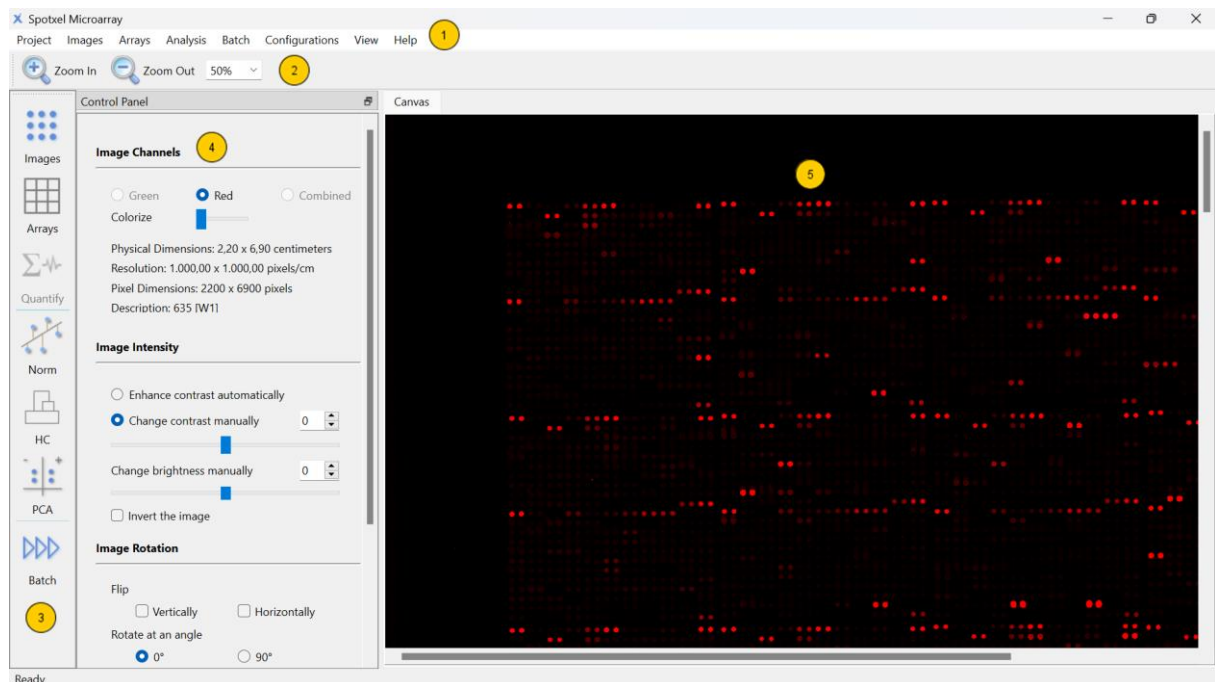 Spotxel Microarray
Project Images Arrays Analysis Batch Configurations View Help 1
Zoom In Zoom Out 50% 2
Control Panel
Canvas
Images
Arrays
Quantify
Norm
HC
PCA
Batch
3
Image Channels 4
Green Red Combined
Colorize
Physical Dimensions: 2,20 x 6,90 centimeters
Resolution: 1.000,00 x 1.000,00 pixels/cm
Pixel Dimensions: 2200 x 6900 pixels
Description: 635 [W1]
Image Intensity
Enhance contrast automatically
Change contrast manually 0
Change brightness manually 0
Invert the image
Image Rotation
Flip
Vertically Horizontally
Rotate at an angle
0° 90°
5
Ready